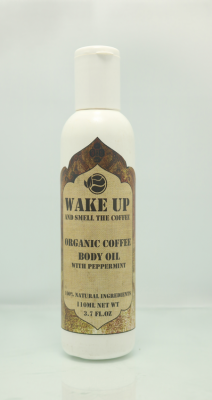 WAKE UP
AND SMELL THE COFFEE
ORGANIC COFFEE
BODY OIL
WITH PEPPERMINT
100% NATURAL INGREDIENTS
110ML NET WT
3.7 FL.OZ